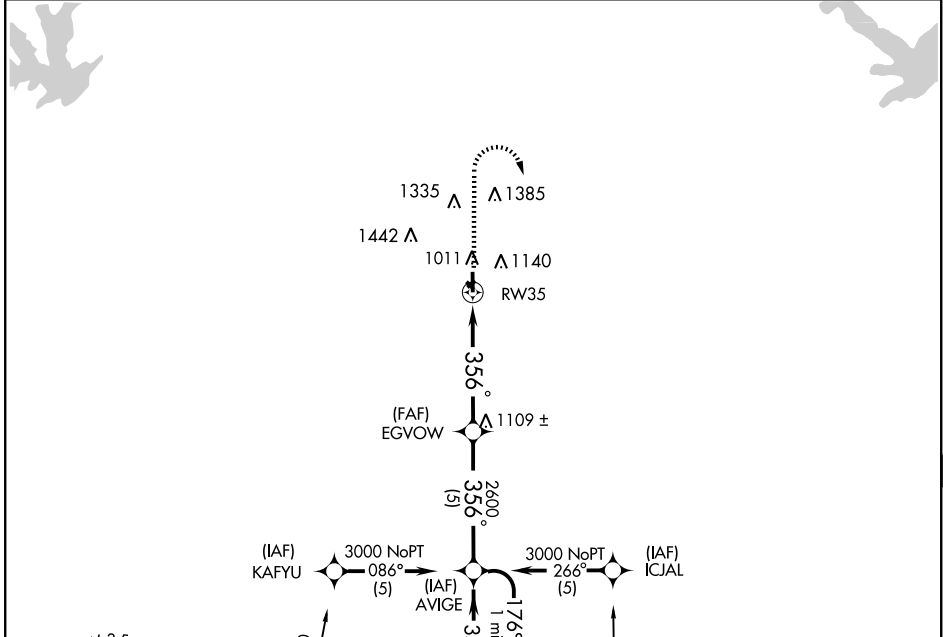 1335
1385
1442
1011
1140
RW35
356°
(FAF)
EGVOW
1109 ±
2600
356°
(5)
(IAF)
KAFYU
3000 NoPT
086°
(5)
(IAF)
AVIGE
3000 NoPT
266°
(5)
(IAF)
ICJAL
176°